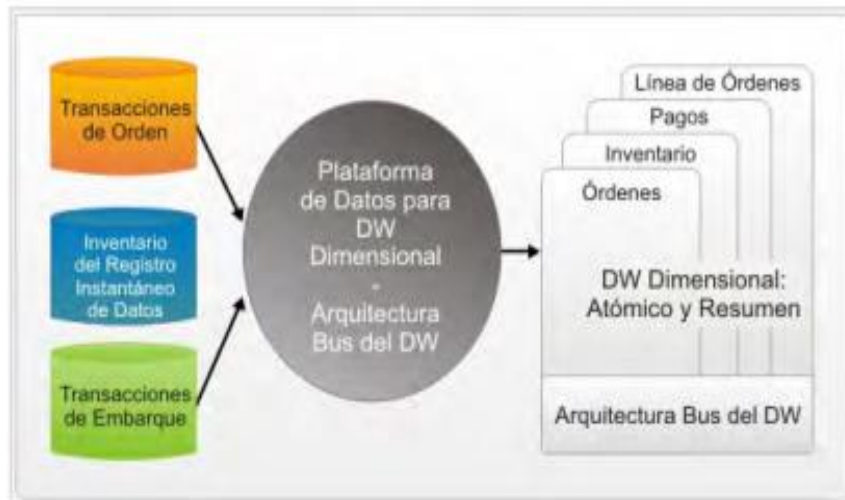 Transacciones
de Orden
Inventario
del Registro
Instantáneo
de Datos
Transacciones
de Embarque
Plataforma
de Datos para
DW
Dimensional
-
Arquitectura
Bus del DW
Línea de Órdenes
Pagos
Inventario
Órdenes
DW Dimensional:
Atómico y Resumen
Arquitectura Bus del DW